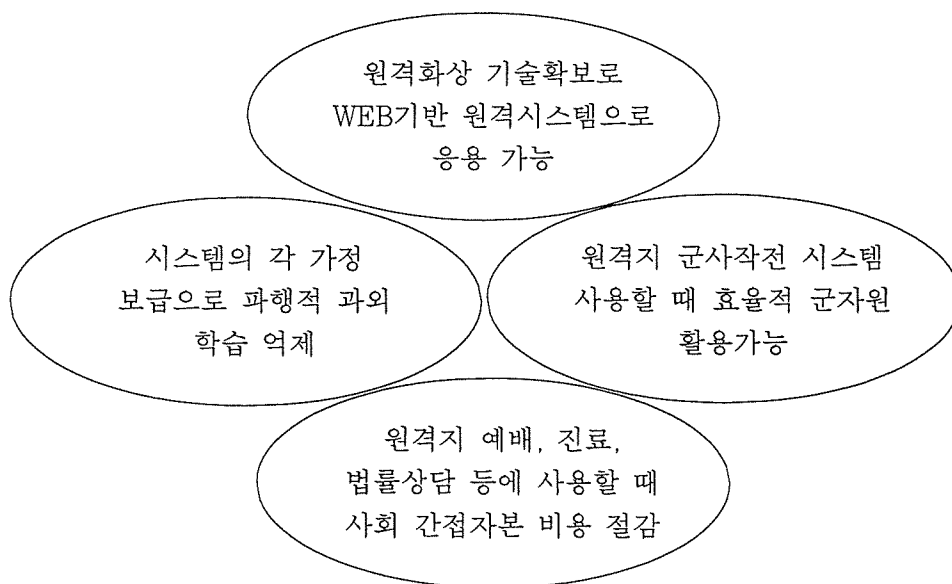 원격화상 기술확보로
WEB기반 원격시스템으로
응용 가능
시스템의 각 가정
보급으로 파행적 과외
학습 억제
원격지 군사작전 시스템
사용할 때 효율적 군자원
활용가능
원격지 예배, 진료,
법률상담 등에 사용할 때
사회 간접자본 비용 절감